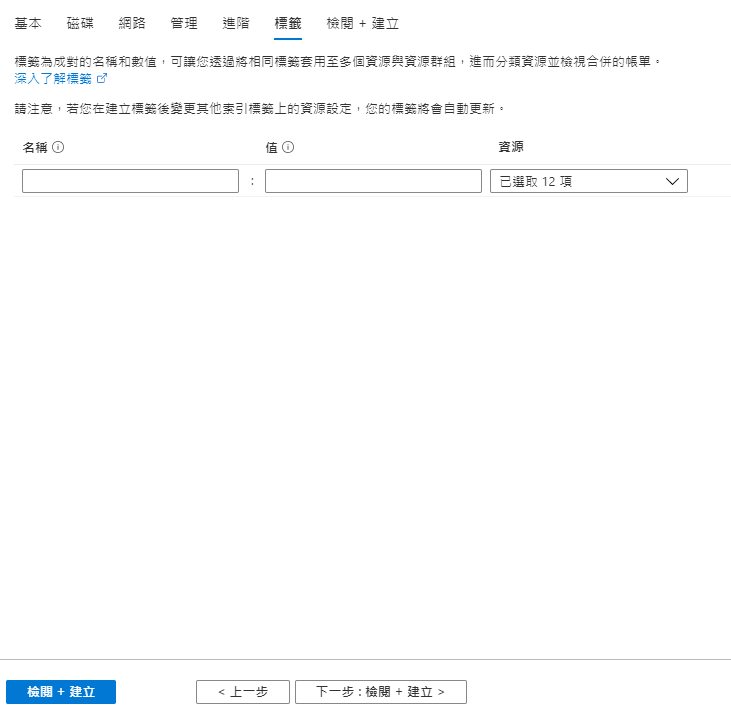 基本 磁碟 網路 管理 進階 標籤 檢閱 + 建立
標籤為成對的名稱和數值，可讓您透過將相同標籤套用至多個資源與資源群組，進而分類資源並檢視合併的帳單。
深入了解標籤
請注意，若您在建立標籤後變更其他索引標籤上的資源設定，您的標籤將會自動更新。
名稱 值 資源
: 已選取 12 項
檢閱 + 建立 < 上一步 下一步 : 檢閱 + 建立 >